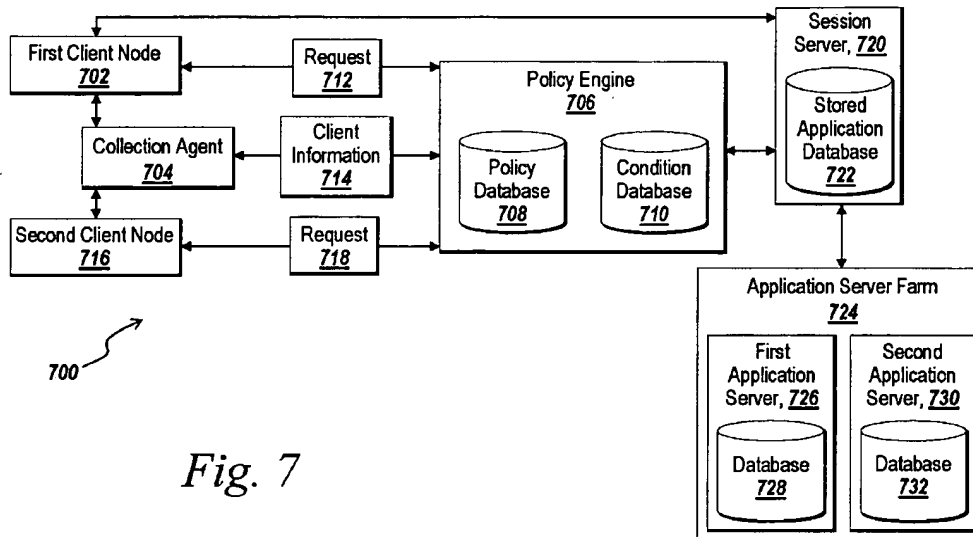 First Client Node
702
Request
712
Session
Server, 720
Stored
Application
Database
722
Policy Engine
706
Policy
Database
708
Condition
Database
710
Collection Agent
704
Client
Information
714
Second Client Node
716
Request
718
700
Application Server Farm
724
First
Application
Server, 726
Database
728
Second
Application
Server, 730
Database
732
Fig. 7